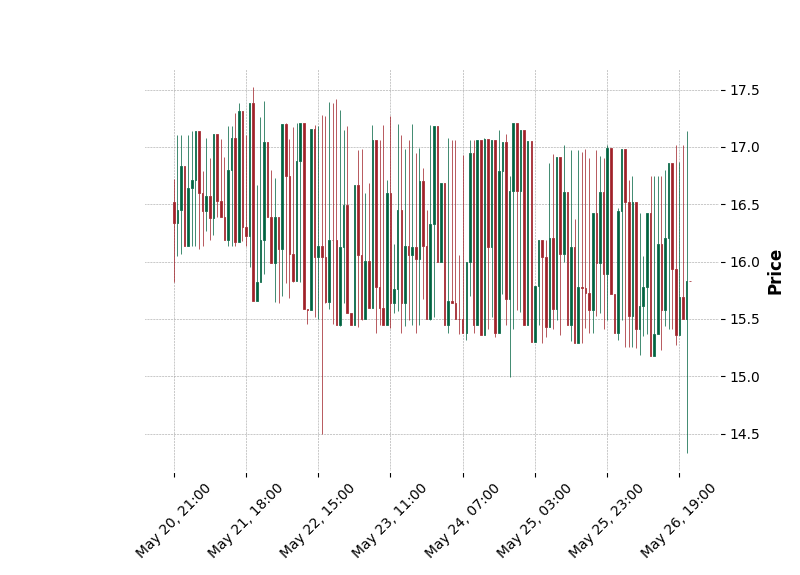 17.5
17.0
16.5
16.0
15.5
15.0
14.5
Price
May 20, 21:00
May 21, 18:00
May 22, 15:00
May 23, 11:00
May 24, 07:00
May 25, 03:00
May 25, 23:00
May 26, 19:00